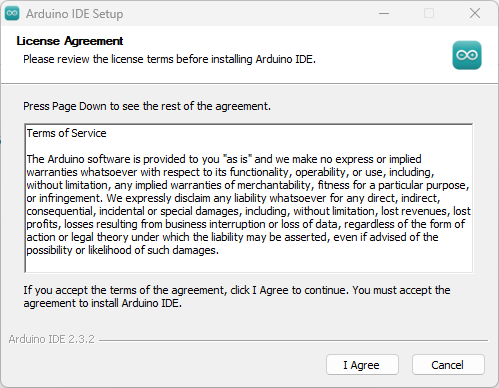 Arduino IDE Setup
License Agreement
Please review the license terms before installing Arduino IDE.
Press Page Down to see the rest of the agreement.
Terms of Service
The Arduino software is provided to you "as is" and we make no express or implied
warranties whatsoever with respect to its functionality, operability, or use, including,
without limitation, any implied warranties of merchantability, fitness for a particular purpose,
or infringement. We expressly disclaim any liability whatsoever for any direct, indirect,
consequential, incidental or special damages, including, without limitation, lost revenues, lost
profits, losses resulting from business interruption or loss of data, regardless of the form of
action or legal theory under which the liability may be asserted, even if advised of the
possibility or likelihood of such damages.
If you accept the terms of the agreement, click I Agree to continue. You must accept the
agreement to install Arduino IDE.
Arduino IDE 2.3.2
I Agree
Cancel